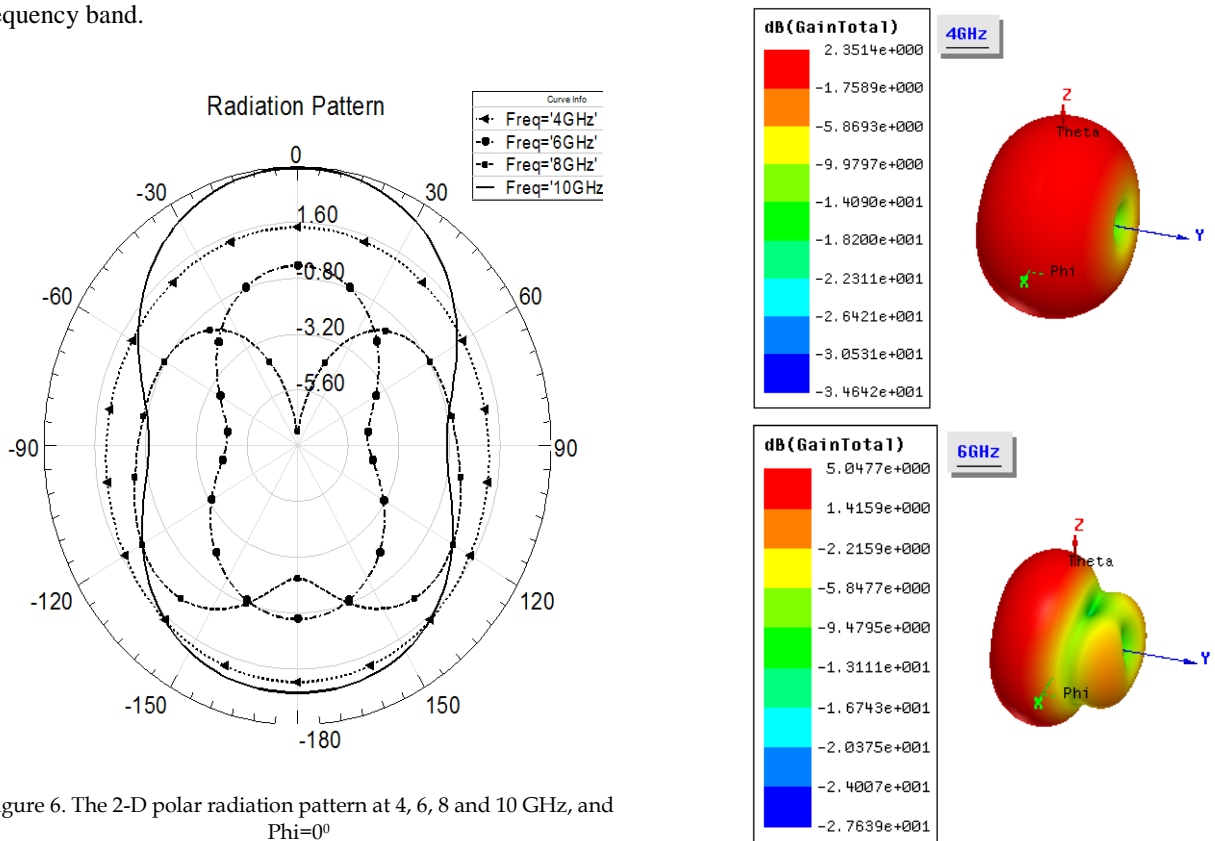 equency band.
Radiation Pattern
Curve Info
Freq='4GHz'
Freq='6GHz'
Freq='8GHz'
Freq='10GHz
0
-30
30
1.60
-0.80
-60
60
-3.20
-5.60
-90
90
-120
120
-150
150
-180
igure 6. The 2-D polar radiation pattern at 4, 6, 8 and 10 GHz, and
Phi=0⁰
dB(GainTotal)
4GHz
2.3514e+000
-1.7589e+000
-5.8693e+000
-9.9797e+000
-1.4090e+001
-1.8200e+001
-2.2311e+001
-2.6421e+001
-3.0531e+001
-3.4642e+001
Z
Theta
Y
Phi
X
dB(GainTotal)
6GHz
5.0477e+000
1.4159e+000
-2.2159e+000
-5.8477e+000
-9.4795e+000
-1.3111e+001
-1.6743e+001
-2.0375e+001
-2.4007e+001
-2.7639e+001
Z
Theta
Y
Phi
X